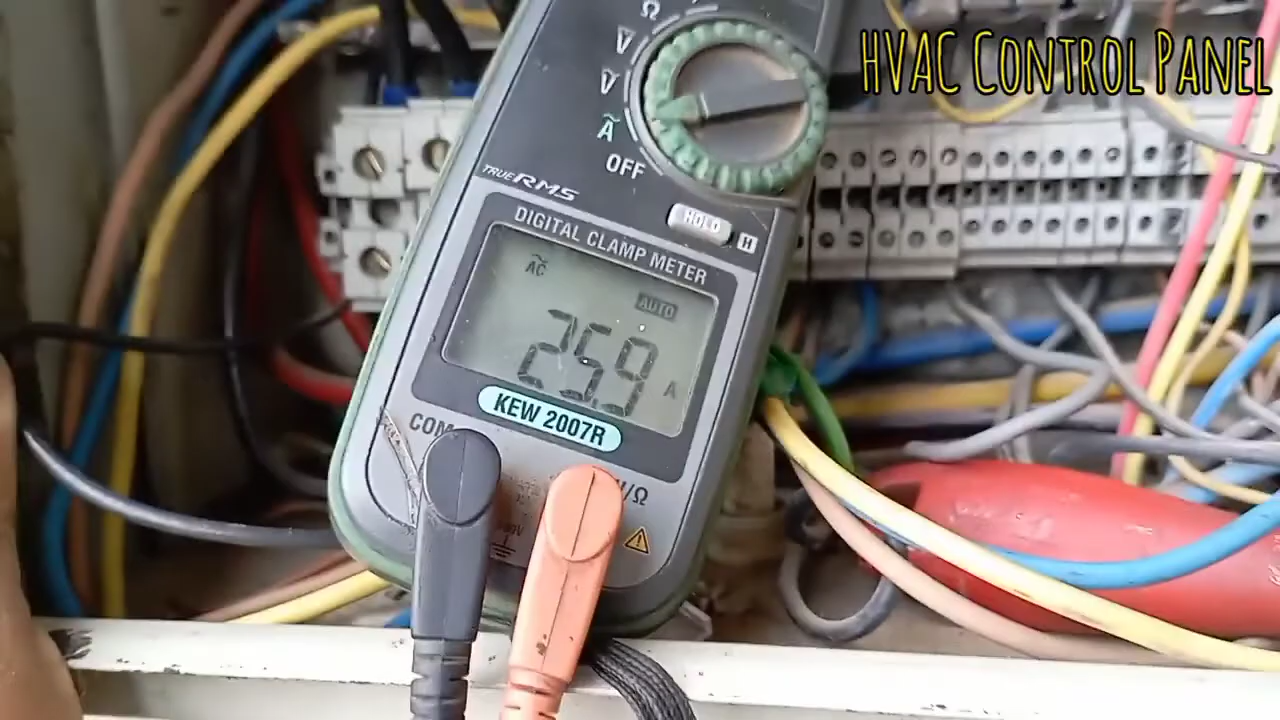 HVAC CONTROL PANEL
Ω
V
V
Ã
OFF
TRUE RMS
HOLD
H
DIGITAL CLAMP METER
AC
AUTO
25.9 A
KEW 2007R
COM
V/Ω